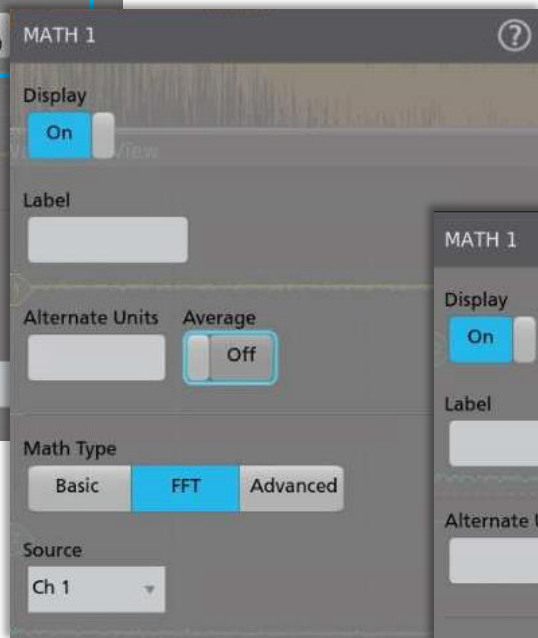 MATH 1
?
Display
On
View
Label
Alternate Units Average
Off
Math Type
Basic FFT Advanced
Source
Ch 1
MATH 1
Display
On
Label
Alternate